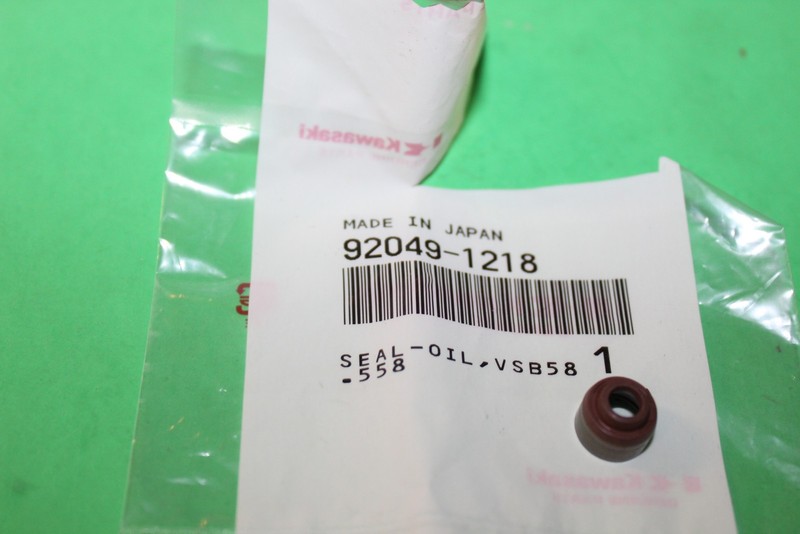 Kawasaki
MADE IN JAPAN
92049-1218
SEAL-OIL,VSB58 1
.558
Kawasaki